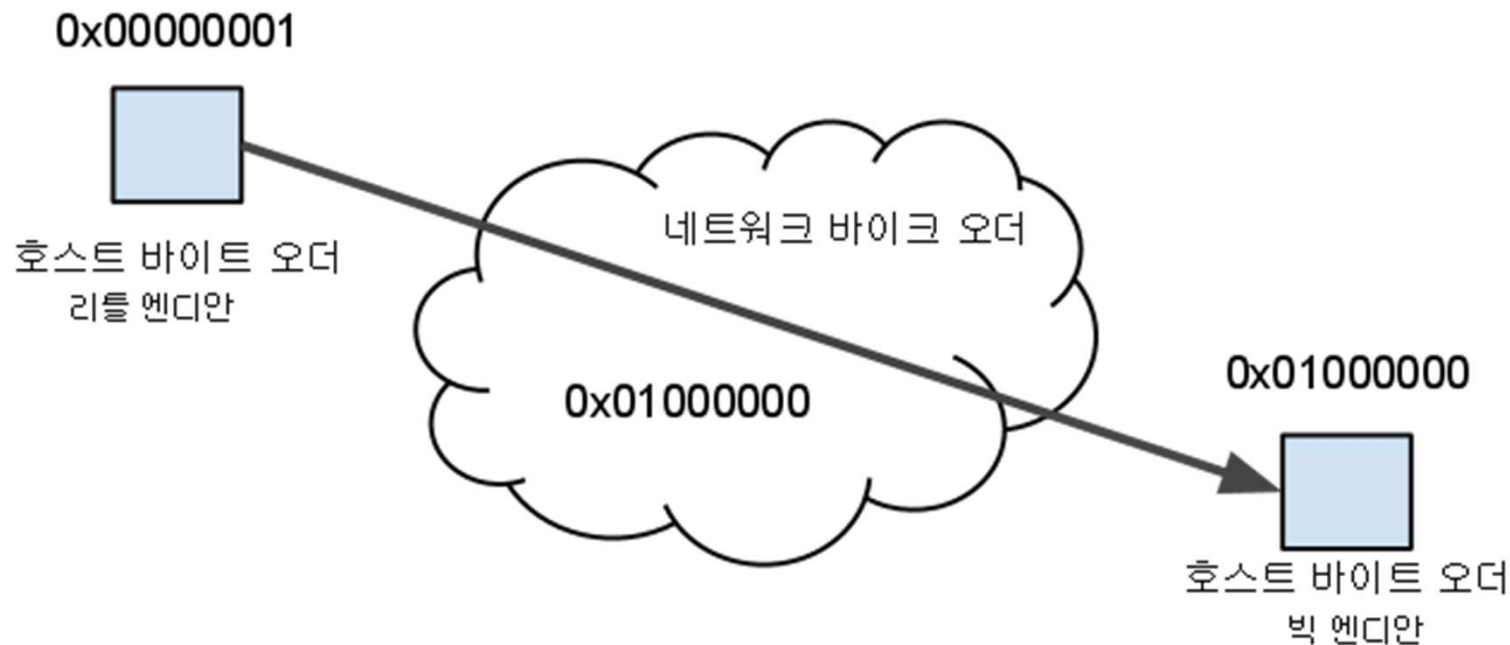 0x00000001
호스트 바이트 오더
리틀 엔디안
네트워크 바이크 오더
0x01000000
0x01000000
호스트 바이트 오더
빅 엔디안